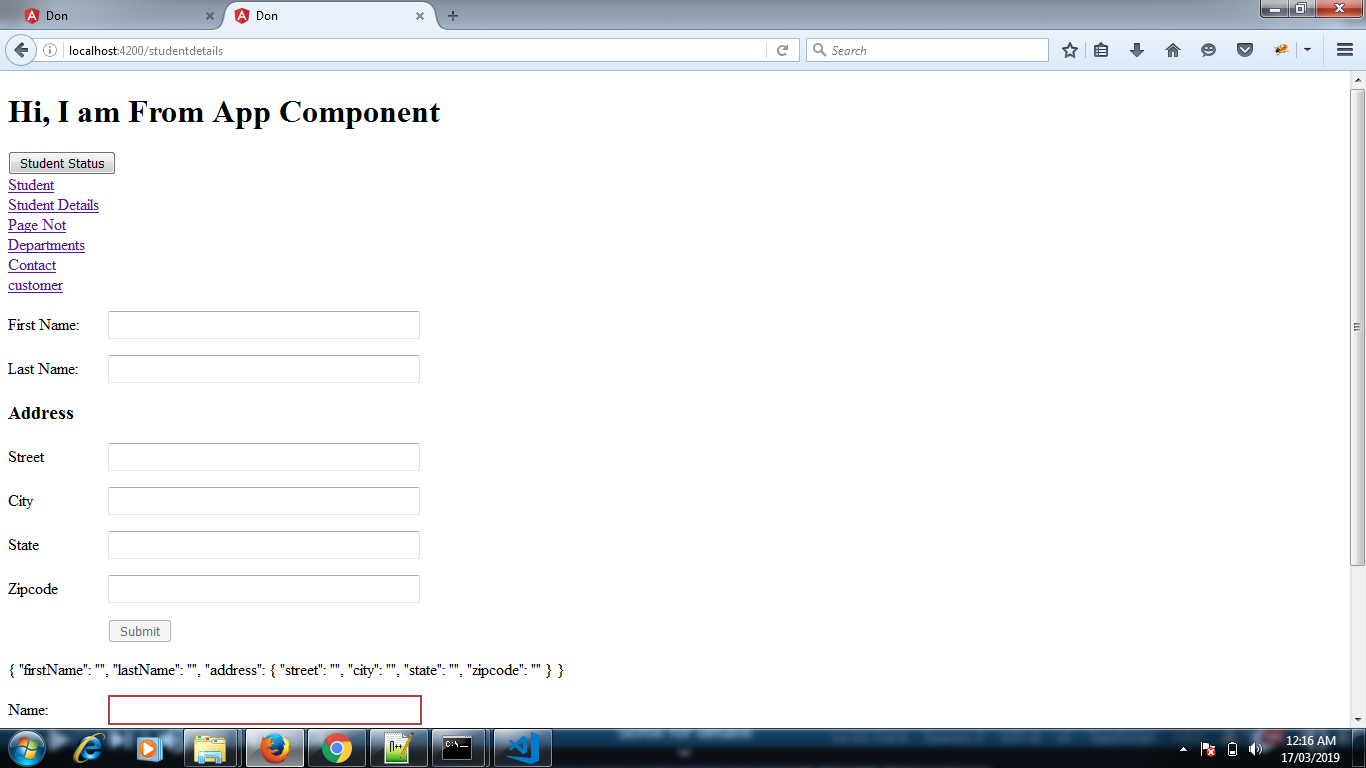 Don
Don
localhost:4200/studentdetails
Search
Hi, I am From App Component
Student Status
Student
Student Details
Page Not
Departments
Contact
customer
First Name:
Last Name:
Address
Street
City
State
Zipcode
Submit
{ "firstName": "", "lastName": "", "address": { "street": "", "city": "", "state": "", "zipcode": "" } }
Name:
12:16 AM
17/03/2019